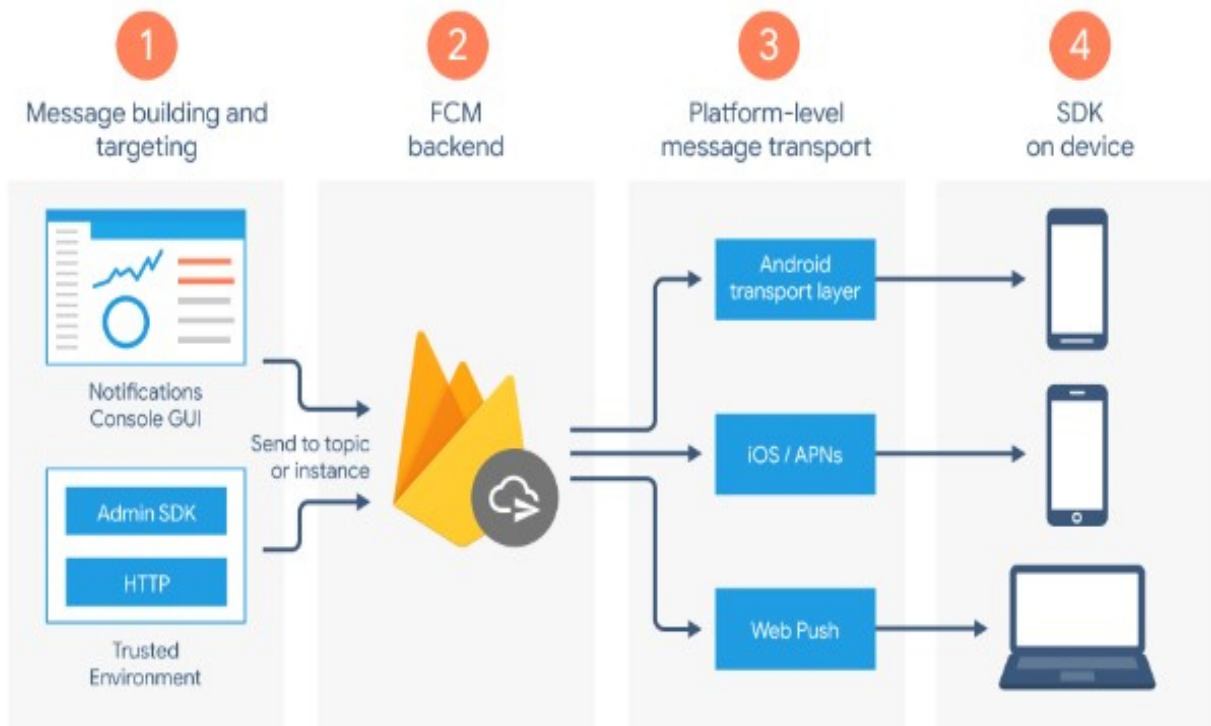 1
Message building and
targeting
2
FCM
backend
3
Platform-level
message transport
4
SDK
on device
Notifications
Console GUI
Send to topic
or instance
Admin SDK
HTTP
Trusted
Environment
Android
transport layer
iOS / APNs
Web Push